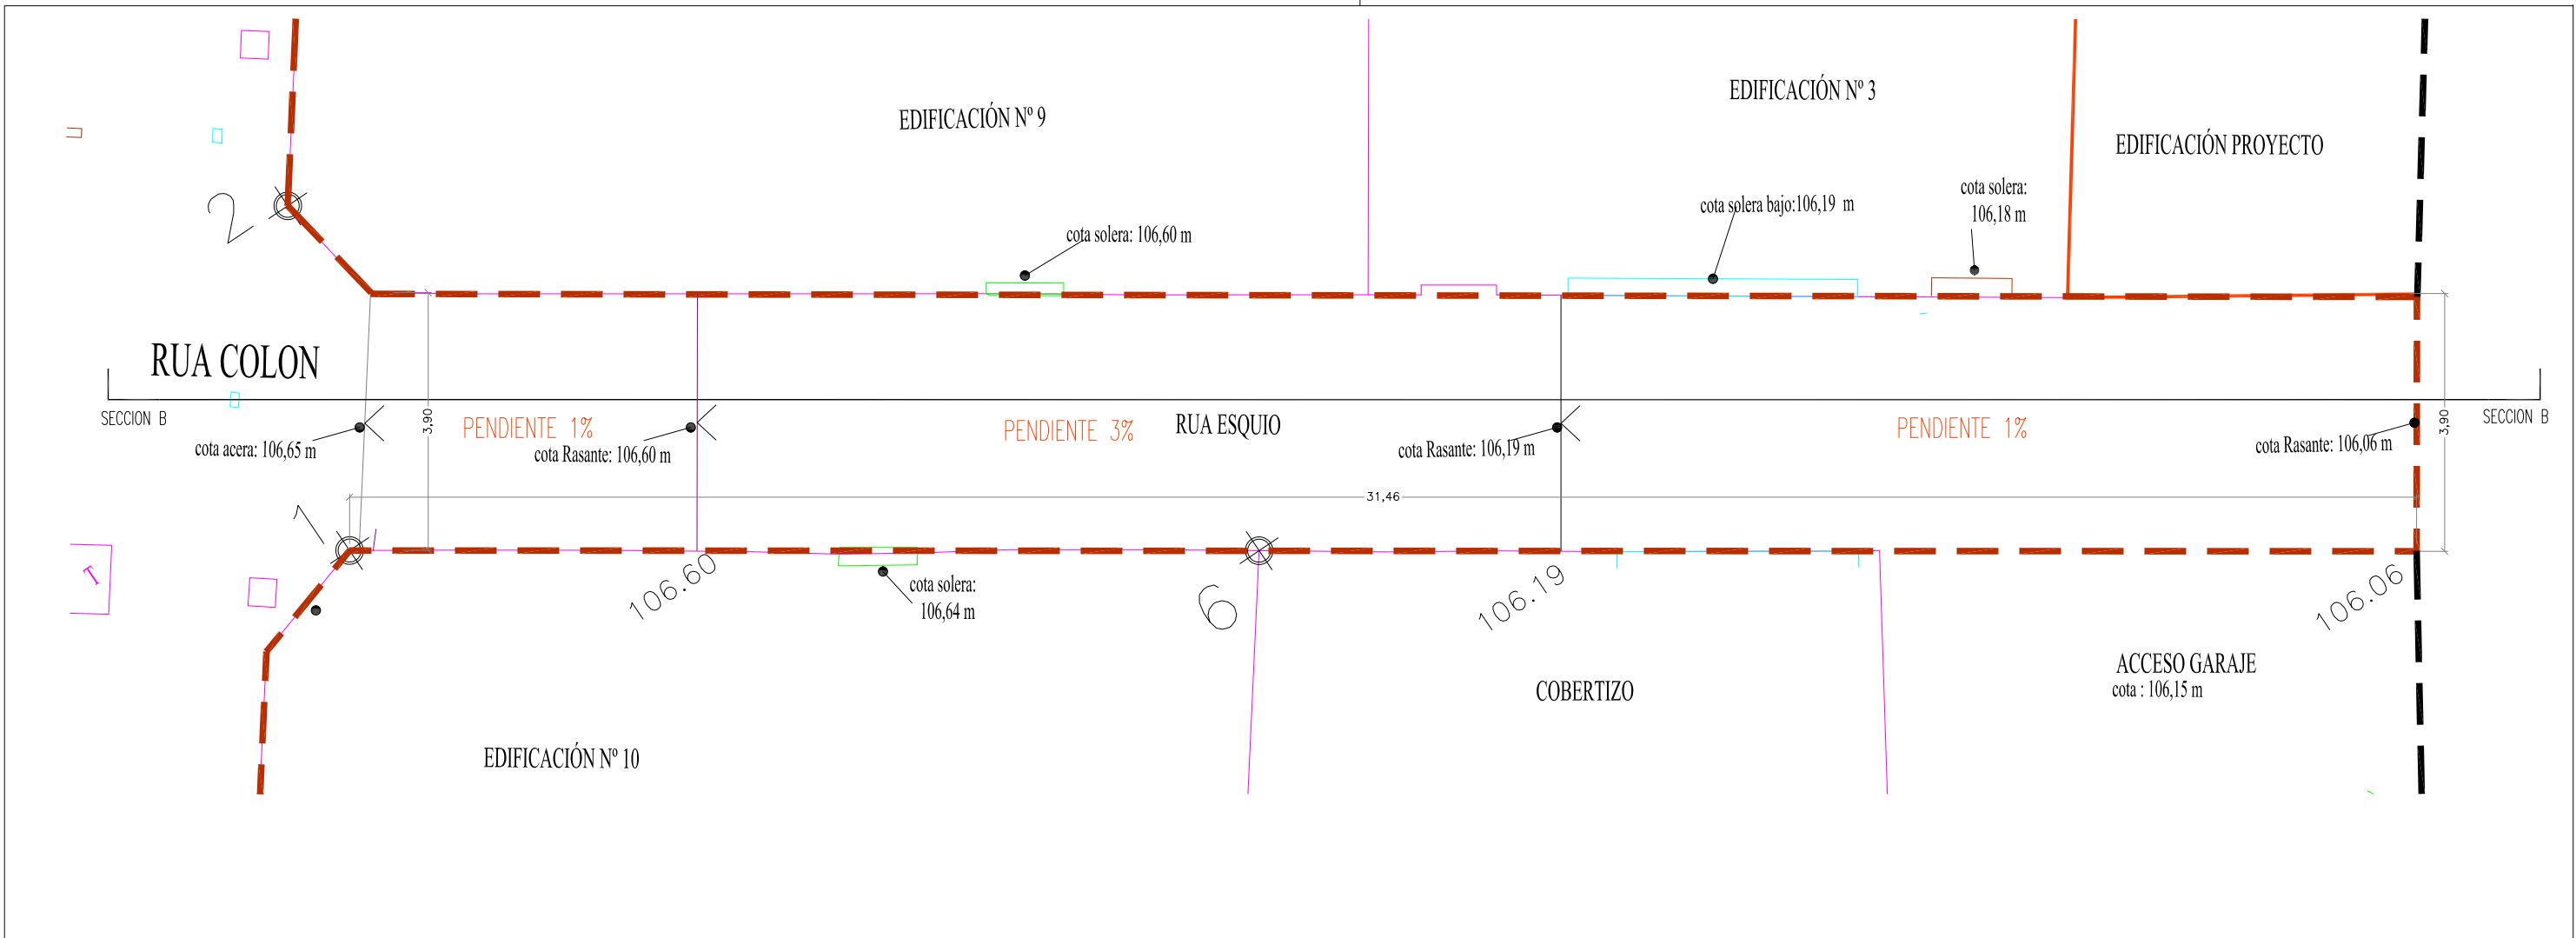 EDIFICACIÓN Nº 9
EDIFICACIÓN Nº 3
EDIFICACIÓN PROYECTO
cota solera:
106,18 m
cota solera bajo:106,19 m
2
cota solera: 106,60 m
RUA COLON
SECCION B
SECCION B
3,90
PENDIENTE 1%
PENDIENTE 3%
RUA ESQUIO
PENDIENTE 1%
3,90
cota acera: 106,65 m
cota Rasante: 106,60 m
cota Rasante: 106,19 m
cota Rasante: 106,06 m
31,46
1
T
106.60
cota solera:
106,64 m
6
106.19
106.06
ACCESO GARAJE
cota : 106,15 m
COBERTIZO
EDIFICACIÓN Nº 10